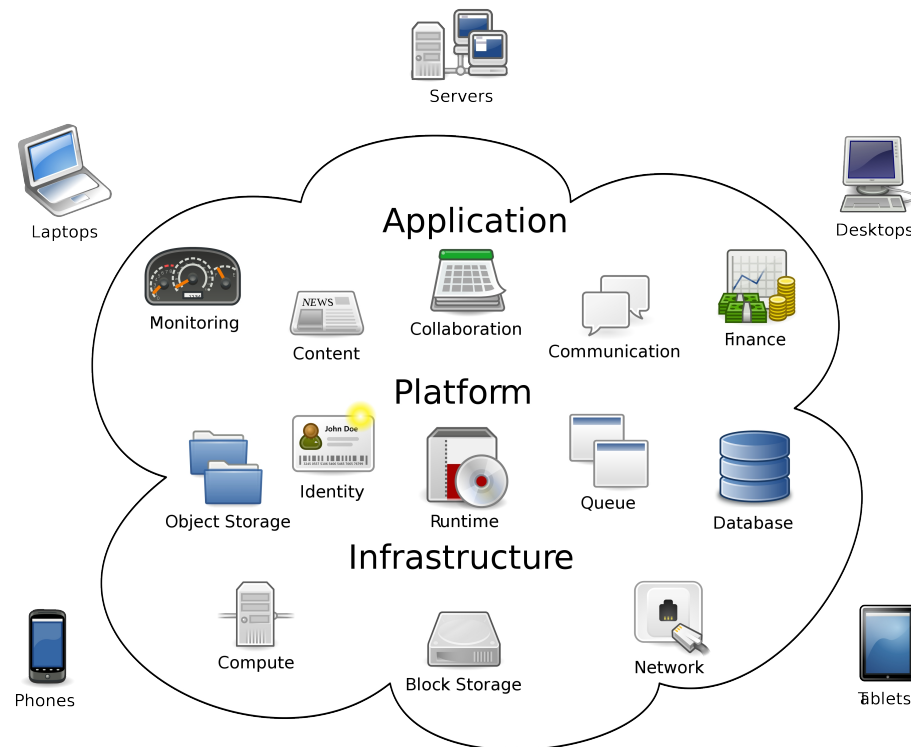 Servers
Laptops
Desktops
Application
Monitoring
NEWS
Content
Collaboration
Communication
Finance
Platform
John Doe
Object Storage
Identity
Runtime
Queue
Database
Infrastructure
Compute
Block Storage
Network
Phones
Tablets